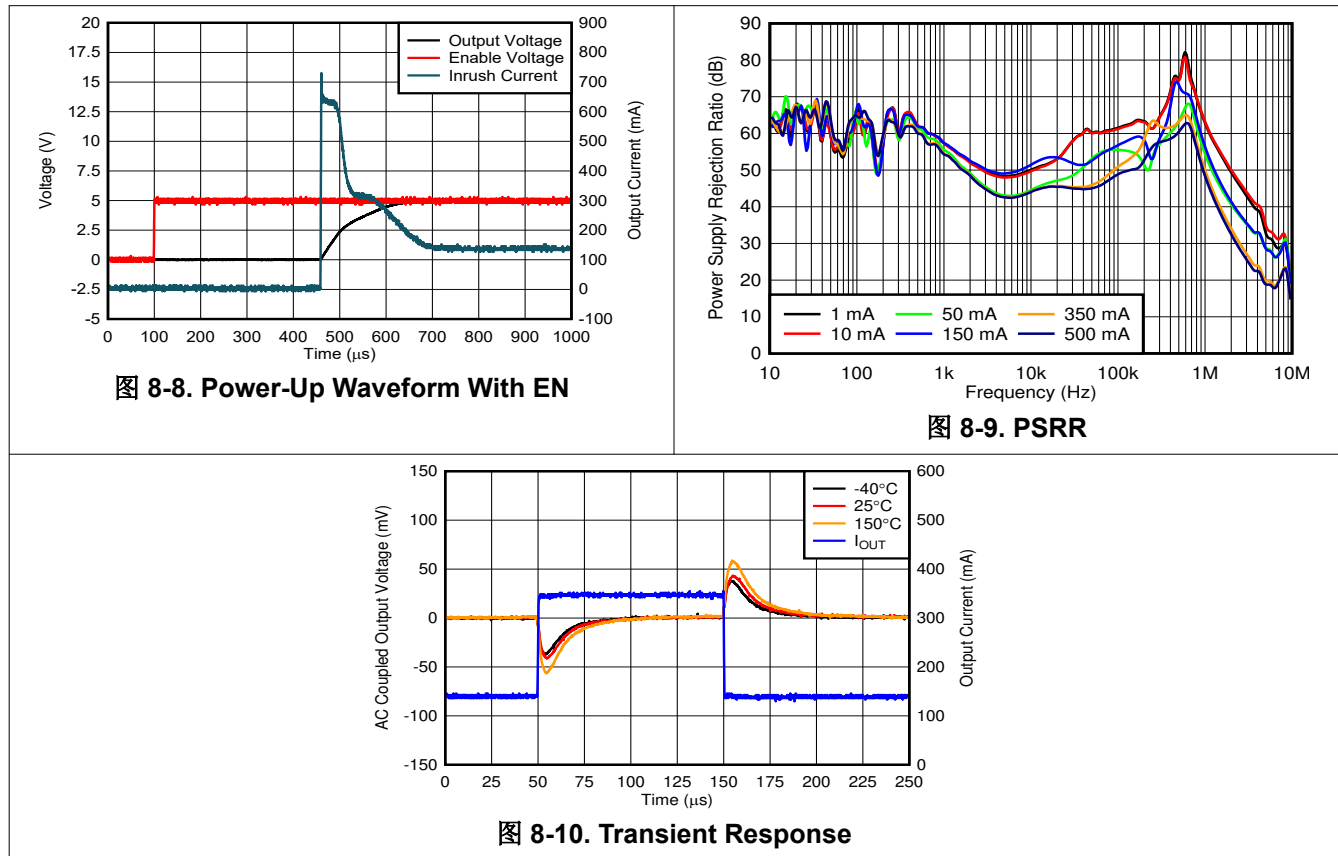 20
17.5
15
12.5
10
7.5
5
2.5
0
-2.5
-5
Voltage (V)
900
800
700
600
500
400
300
200
100
0
-100
Output Current (mA)
Output Voltage
Enable Voltage
Inrush Current
0 100 200 300 400 500 600 700 800 900 1000
Time (μs)
图 8-8. Power-Up Waveform With EN
90
80
70
60
50
40
30
20
10
0
Power Supply Rejection Ratio (dB)
1 mA 50 mA 350 mA
10 mA 150 mA 500 mA
10 100 1k 10k 100k 1M 10M
Frequency (Hz)
图 8-9. PSRR
150
100
50
0
-50
-100
-150
AC Coupled Output Voltage (mV)
600
500
400
300
200
100
0
Output Current (mA)
-40°C
25°C
150°C
IOUT
0 25 50 75 100 125 150 175 200 225 250
Time (μs)
图 8-10. Transient Response